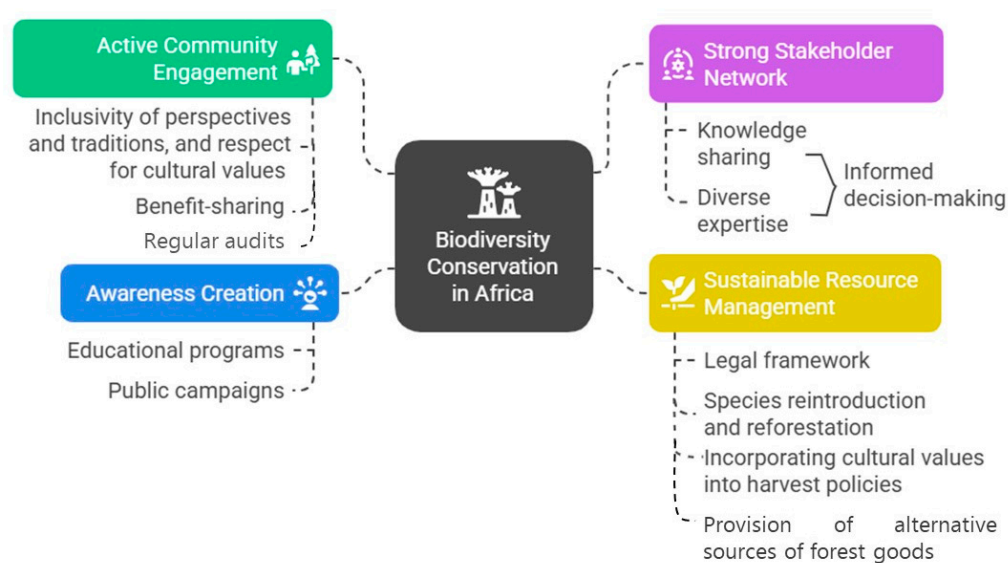 Active Community
Engagement
Inclusivity of perspectives
and traditions, and respect
for cultural values
Benefit-sharing
Regular audits
Awareness Creation
Educational programs
Public campaigns
Biodiversity
Conservation
in Africa
Strong Stakeholder
Network
Knowledge
sharing
Diverse
expertise
Informed
decision-making
Sustainable Resource
Management
Legal framework
Species reintroduction
and reforestation
Incorporating cultural values
into harvest policies
Provision of alternative
sources of forest goods